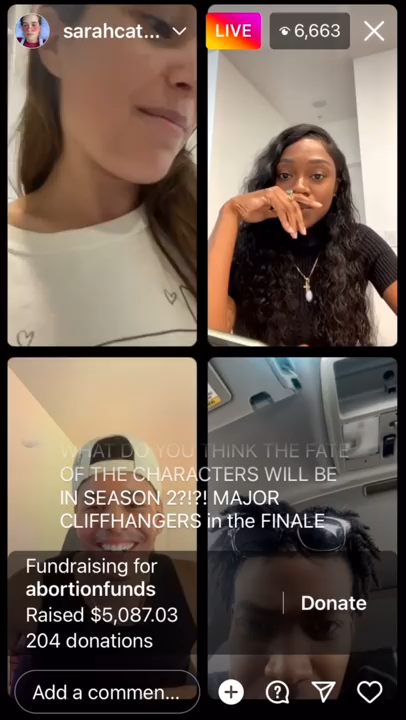 sarahcat...
LIVE
6,663
WHAT DO YOU THINK THE FATE
OF THE CHARACTERS WILL BE
IN SEASON 2?!?! MAJOR
CLIFFHANGERS in the FINALE
Fundraising for
abortionfunds
Raised $5,087.03
204 donations
Donate
Add a commen...